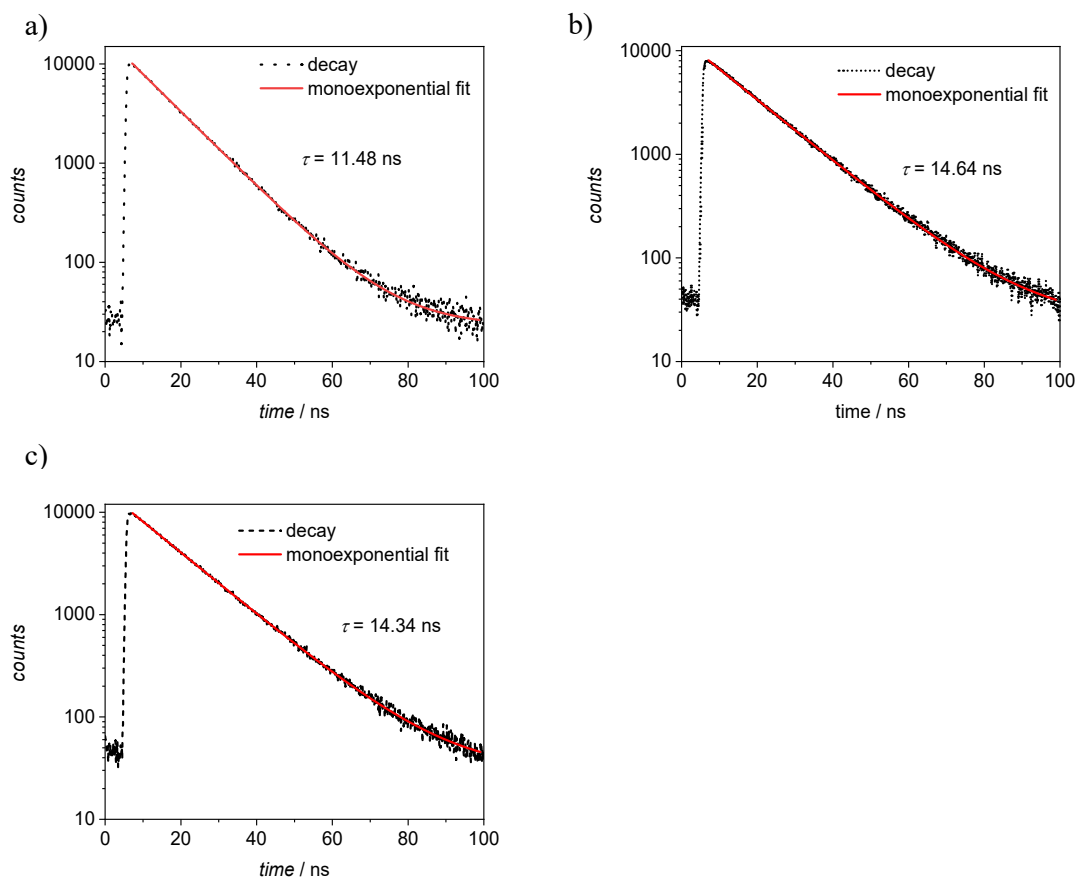 a)
10000
1000
100
10
counts
decay
monoexponential fit
τ = 11.48 ns
0 20 40 60 80 100
time / ns
b)
10000
1000
100
10
counts
decay
monoexponential fit
τ = 14.64 ns
0 20 40 60 80 100
time / ns
c)
10000
1000
100
10
counts
decay
monoexponential fit
τ = 14.34 ns
0 20 40 60 80 100
time / ns